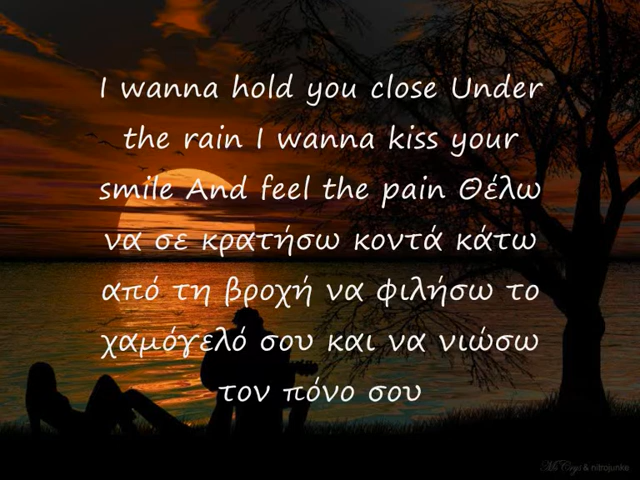 I wanna hold you close Under
the rain I wanna kiss your
smile And feel the pain Θέλω
να σε κρατήσω κοντά κάτω
από τη βροχή να φιλήσω το
χαμόγελό σου και να νιώσω
τον πόνο σου
& nitrojunkie